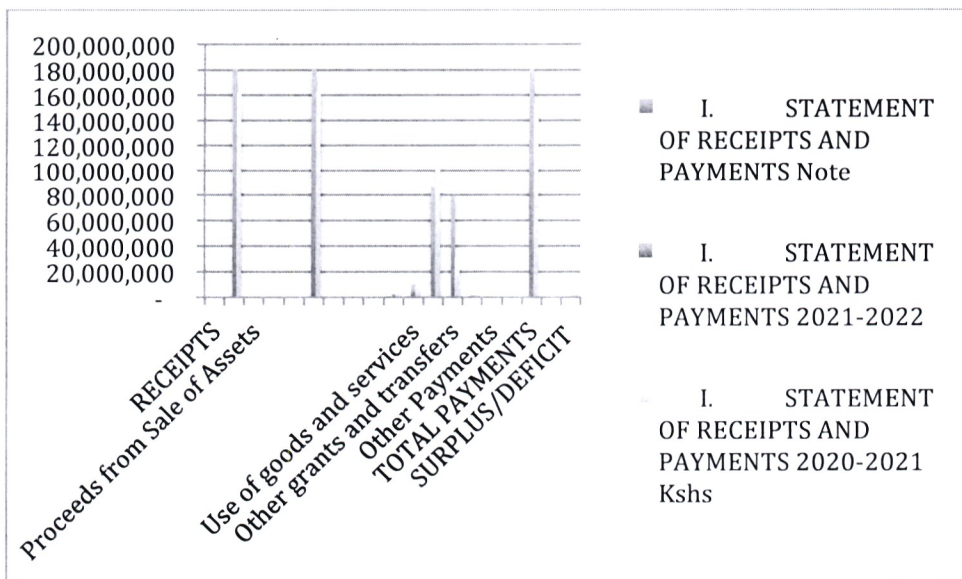 200,000,000
180,000,000
160,000,000
140,000,000
120,000,000
100,000,000
80,000,000
60,000,000
40,000,000
20,000,000
-
RECEIPTS
Proceeds from Sale of Assets
Use of goods and services
Other grants and transfers
Other Payments
TOTAL PAYMENTS
SURPLUS/DEFICIT
I. STATEMENT
OF RECEIPTS AND
PAYMENTS Note
I. STATEMENT
OF RECEIPTS AND
PAYMENTS 2021-2022
I. STATEMENT
OF RECEIPTS AND
PAYMENTS 2020-2021
Kshs